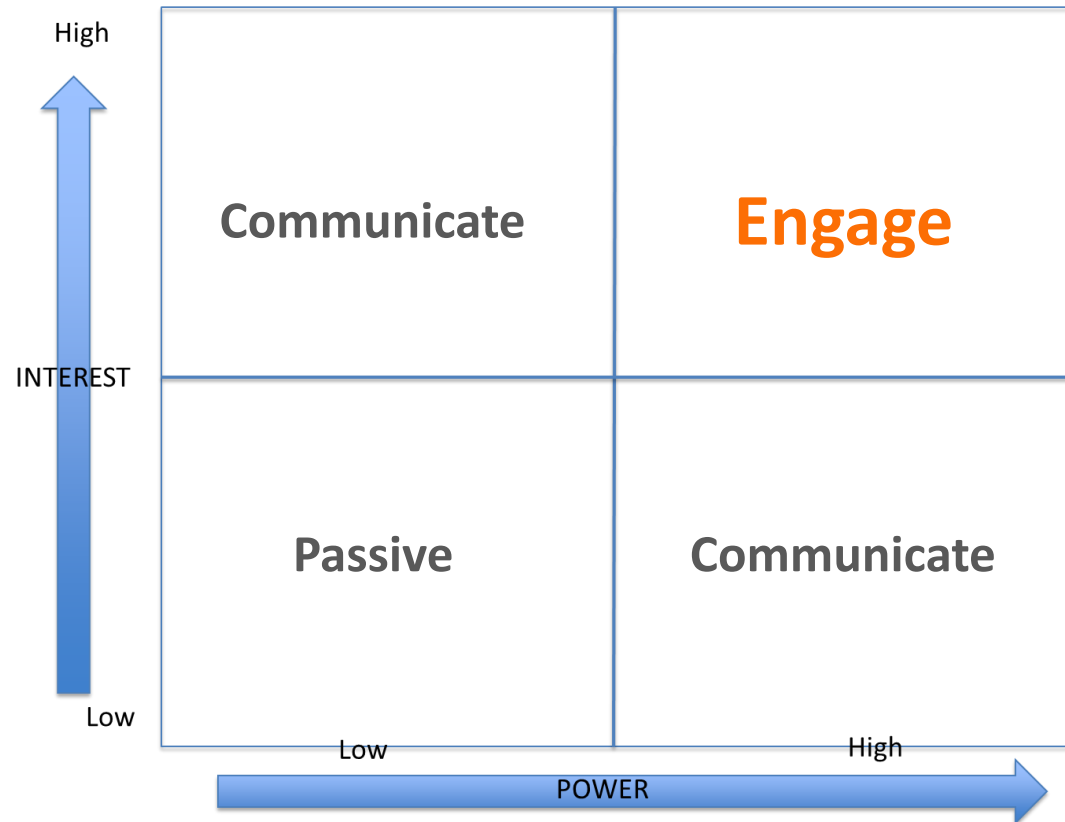 High
Communicate
Engage
INTEREST
Passive
Communicate
Low
Low
High
POWER